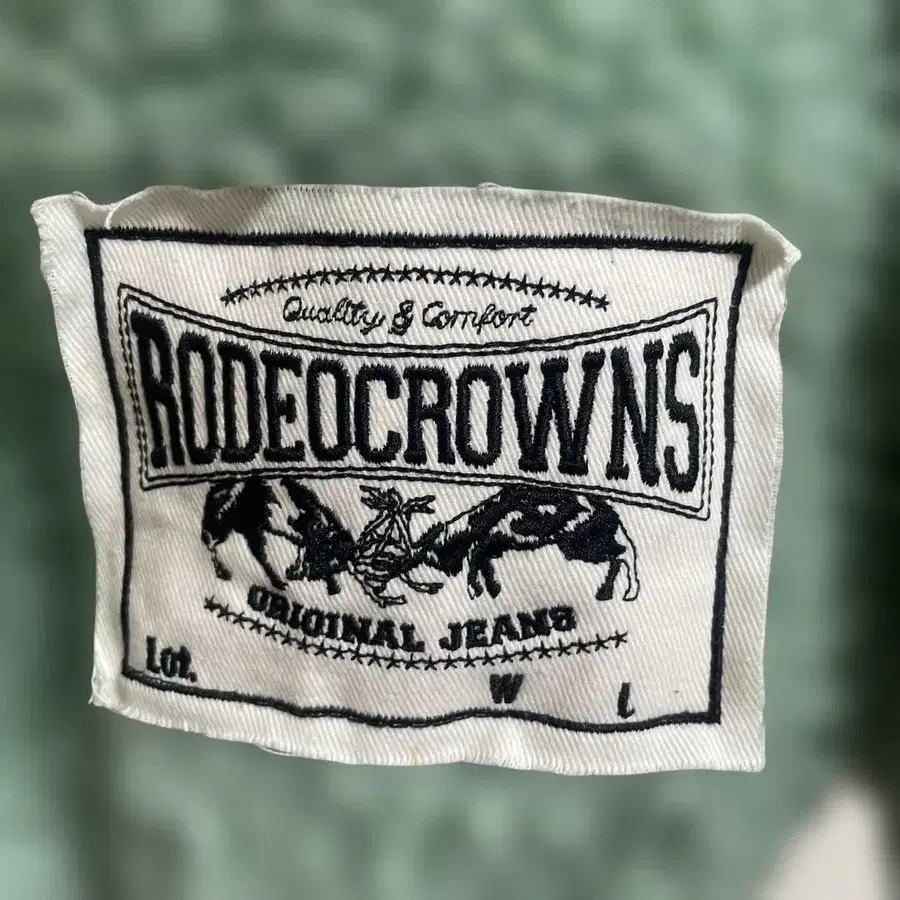 Quality & Comfort
RODEOCROWNS
ORIGINAL JEANS
Lot.
W L